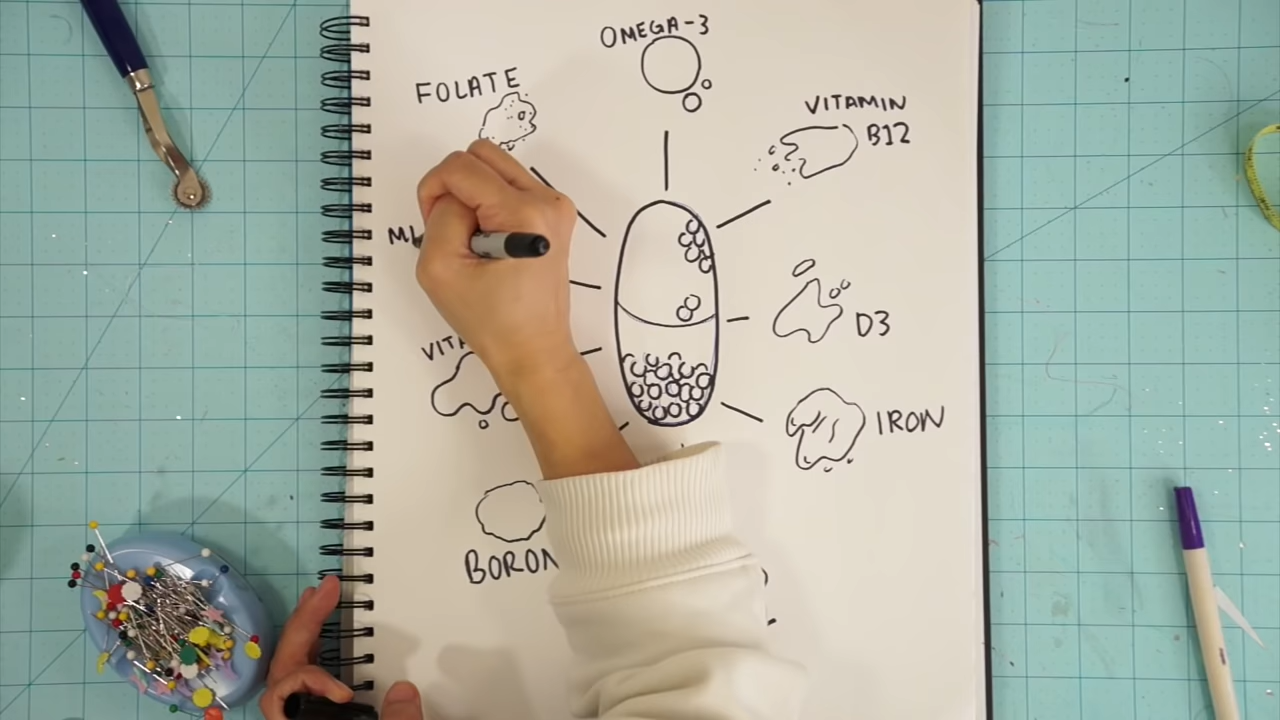 OMEGA-3
FOLATE
VITAMIN
B12
D3
IRON
BORON